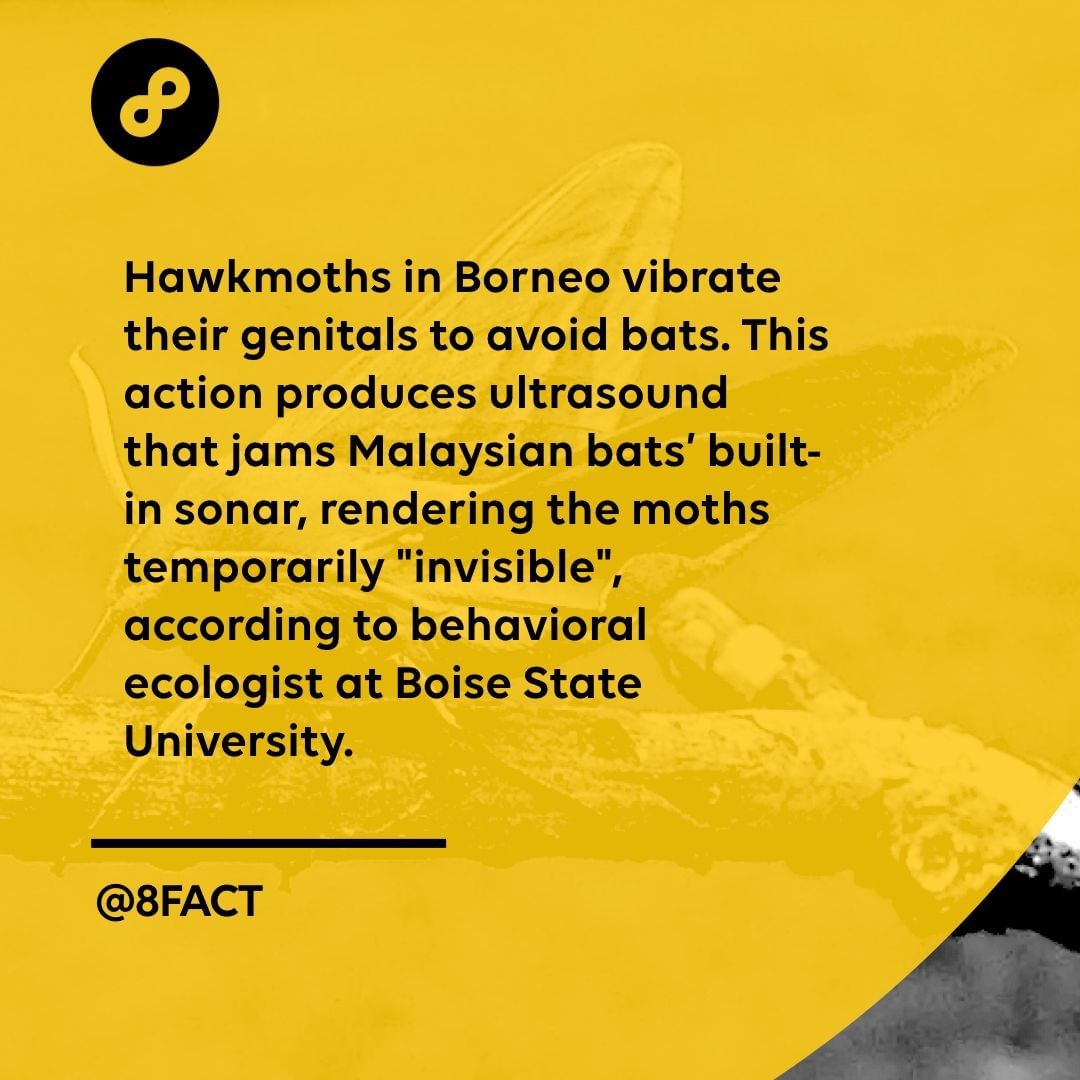 Hawkmoths in Borneo vibrate
their genitals to avoid bats. This
action produces ultrasound
that jams Malaysian bats’ built-
in sonar, rendering the moths
temporarily "invisible",
according to behavioral
ecologist at Boise State
University.
@8FACT